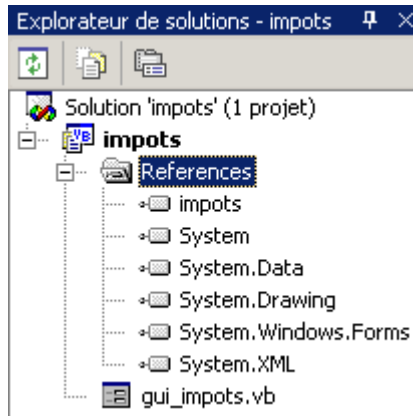 Explorateur de solutions - impots
Solution 'impots' (1 projet)
impots
References
impots
System
System.Data
System.Drawing
System.Windows.Forms
System.XML
gui_impots.vb